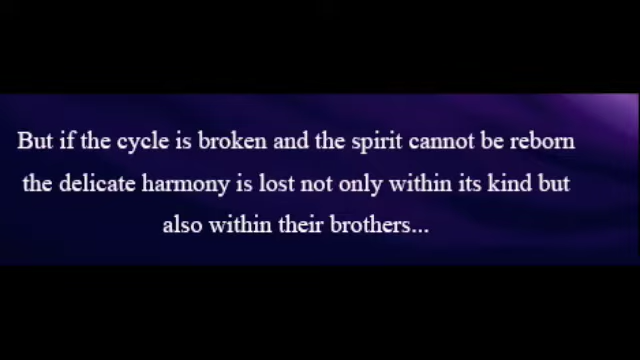 But if the cycle is broken and the spirit cannot be reborn
the delicate harmony is lost not only within its kind but
also within their brothers...